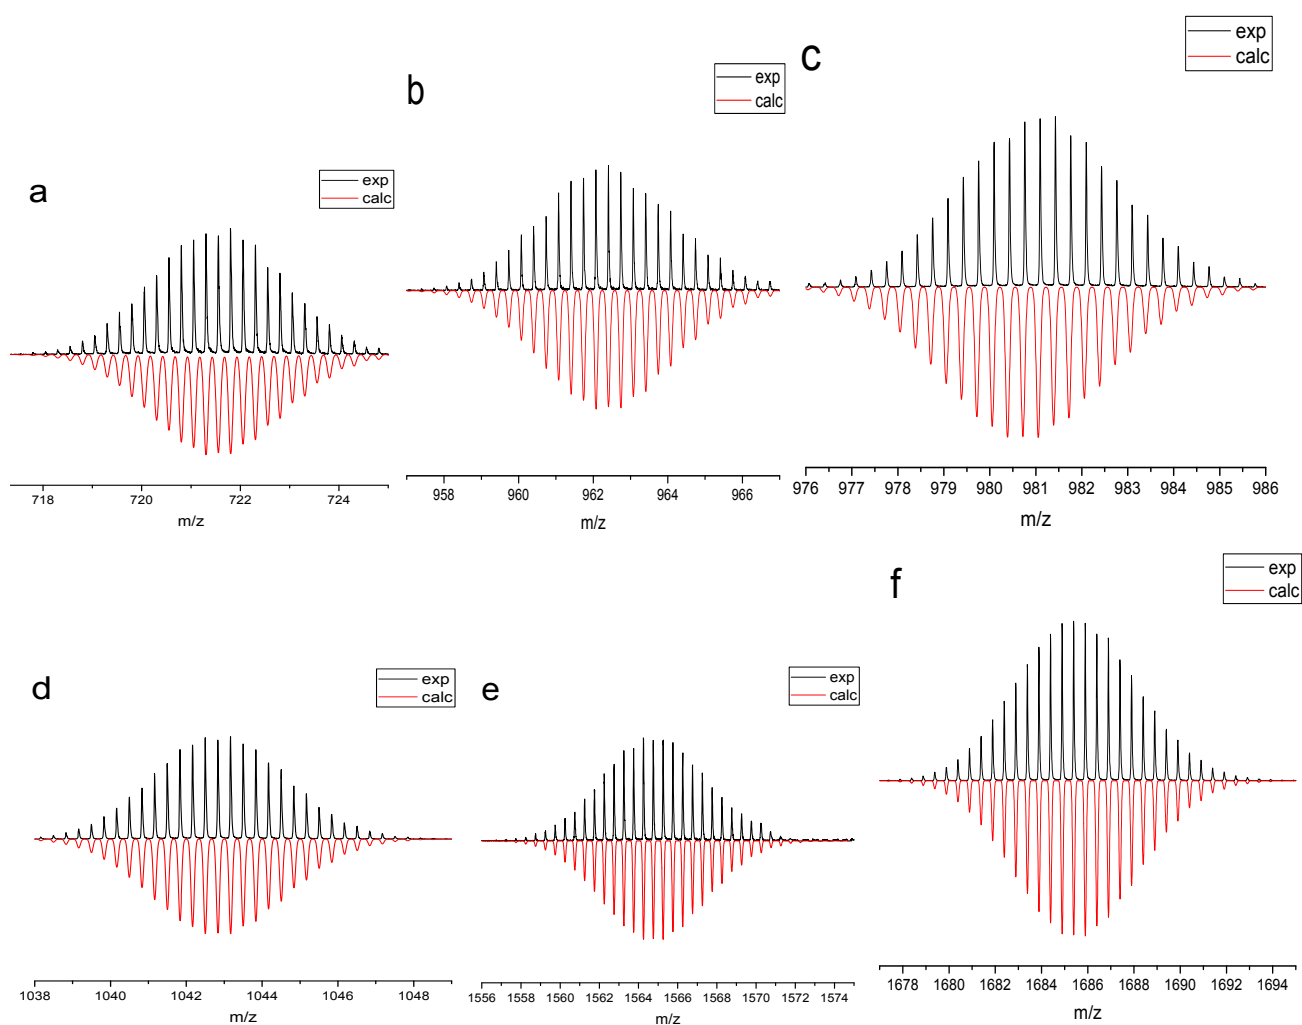 a
exp
calc
718 720 722 724
m/z
b
exp
calc
958 960 962 964 966
m/z
c
exp
calc
976 977 978 979 980 981 982 983 984 985 986
m/z
d
exp
calc
1038 1040 1042 1044 1046 1048
m/z
e
exp
calc
1556 1558 1560 1562 1564 1566 1568 1570 1572 1574
m/z
f
exp
calc
1678 1680 1682 1684 1686 1688 1690 1692 1694
m/z